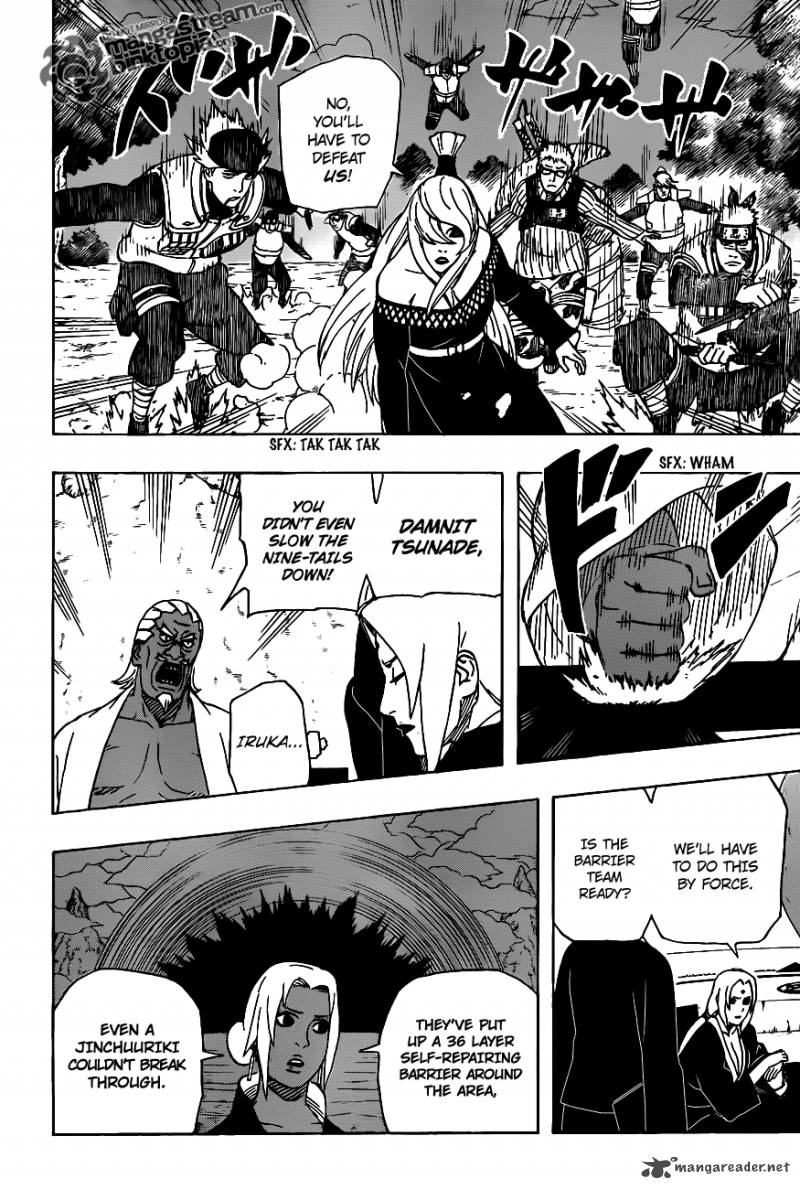 mangastream.com
NO,
YOU'LL
HAVE TO
DEFEAT
US!
SFX: TAK TAK TAK
SFX: WHAM
DAMNIT
TSUNADE,
YOU
DIDN'T EVEN
SLOW THE
NINE-TAILS
DOWN!
IRUKA...
WE'LL HAVE
TO DO THIS
BY FORCE.
IS THE
BARRIER
TEAM
READY?
THEY'VE PUT
UP A 36 LAYER
SELF-REPAIRING
BARRIER AROUND
THE AREA,
EVEN A
JINCHUURIKI
COULDN'T BREAK
THROUGH.
mangareader.net